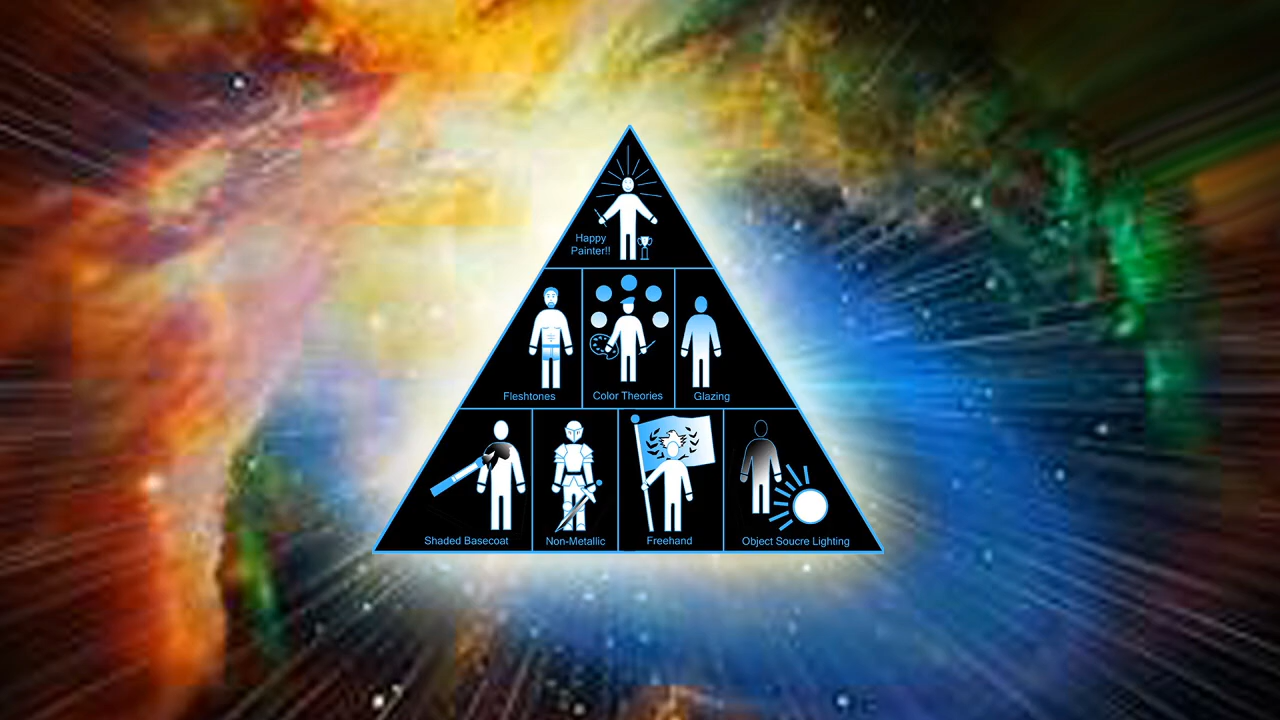 Happy
Painter!!
Fleshtones
Color Theories
Glazing
Shaded Basecoat
Non-Metallic
Freehand
Object Soucre Lighting